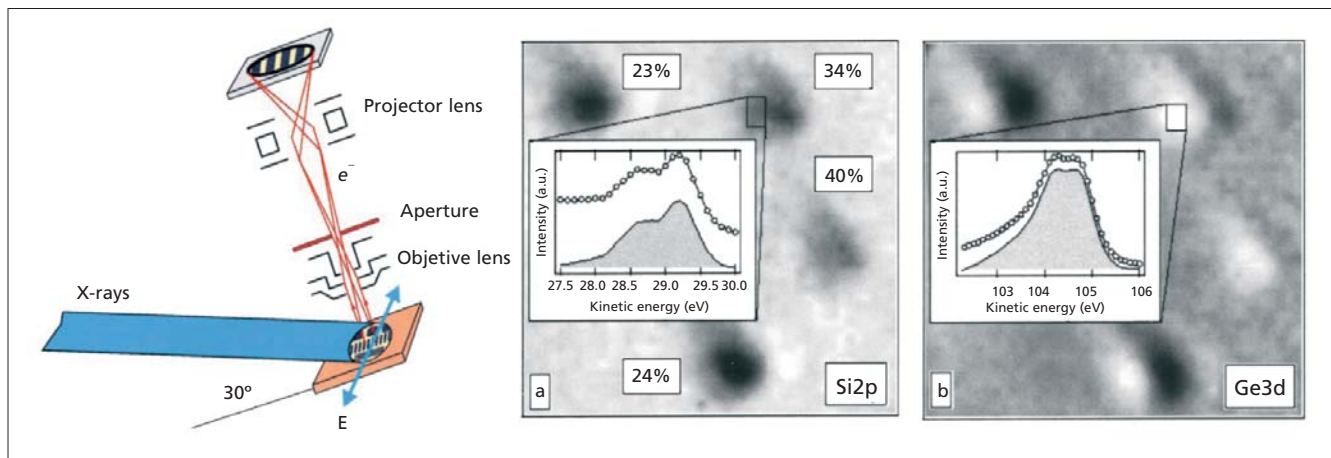 Projector lens
e-
Aperture
Objetive lens
X-rays
30º
E
23%
34%
40%
24%
Intensity (a.u.)
27.5 28.0 28.5 29.0 29.5 30.0
Kinetic energy (eV)
a
Si2p
Intensity (a.u.)
103 104 105 106
Kinetic energy (eV)
b
Ge3d